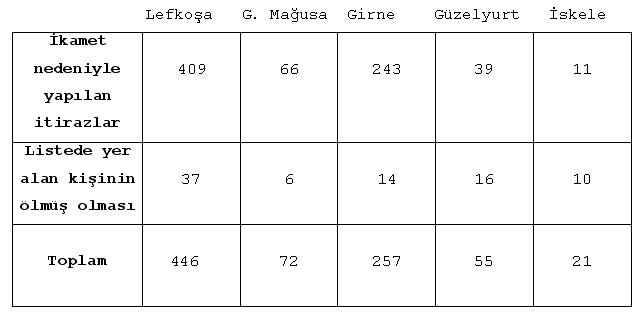 Lefkoşa G. Mağusa Girne Güzelyurt İskele
İkamet
nedeniyle
yapılan
itirazlar
409 66 243 39 11
Listede yer
alan kişinin
ölmüş olması
37 6 14 16 10
Toplam 446 72 257 55 21